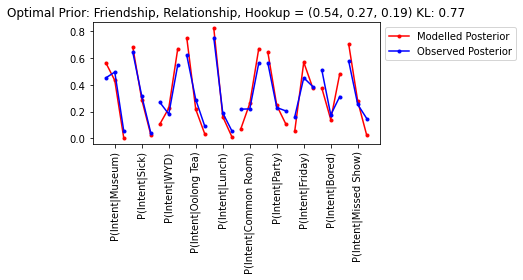 Optimal Prior: Friendship, Relationship, Hookup = (0.54, 0.27, 0.19) KL: 0.77
Modelled Posterior
Observed Posterior
0.8
0.6
0.4
0.2
0.0
P(Intent|Museum)
P(Intent|Sick)
P(Intent|WYD)
P(Intent|Oolong Tea)
P(Intent|Lunch)
P(Intent|Common Room)
P(Intent|Party)
P(Intent|Friday)
P(Intent|Bored)
P(Intent|Missed Show)